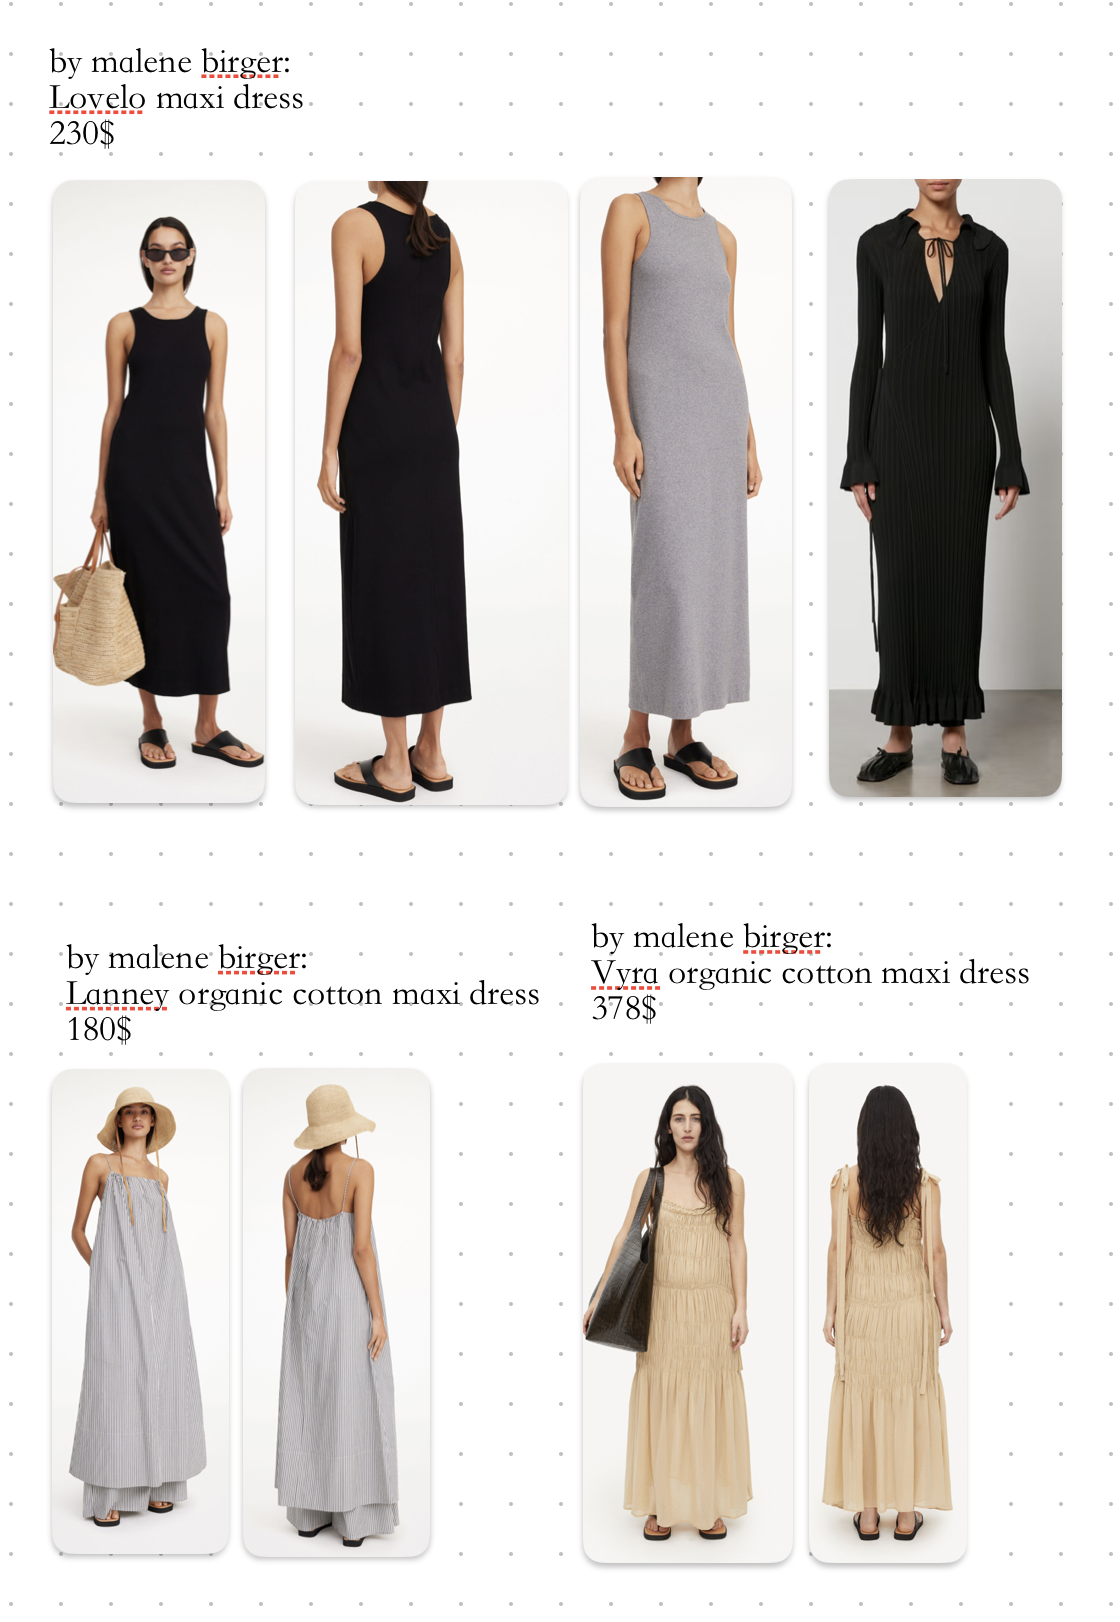 by malene birger:
Lovelo maxi dress
230$
by malene birger:
Lanney organic cotton maxi dress
180$
by malene birger:
Vyra organic cotton maxi dress
378$